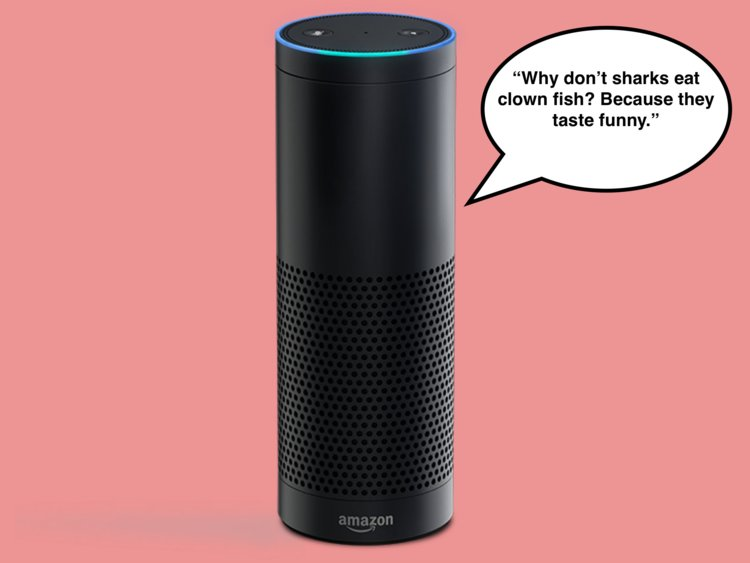 “Why don’t sharks eat
clown fish? Because they
taste funny.”
amazon